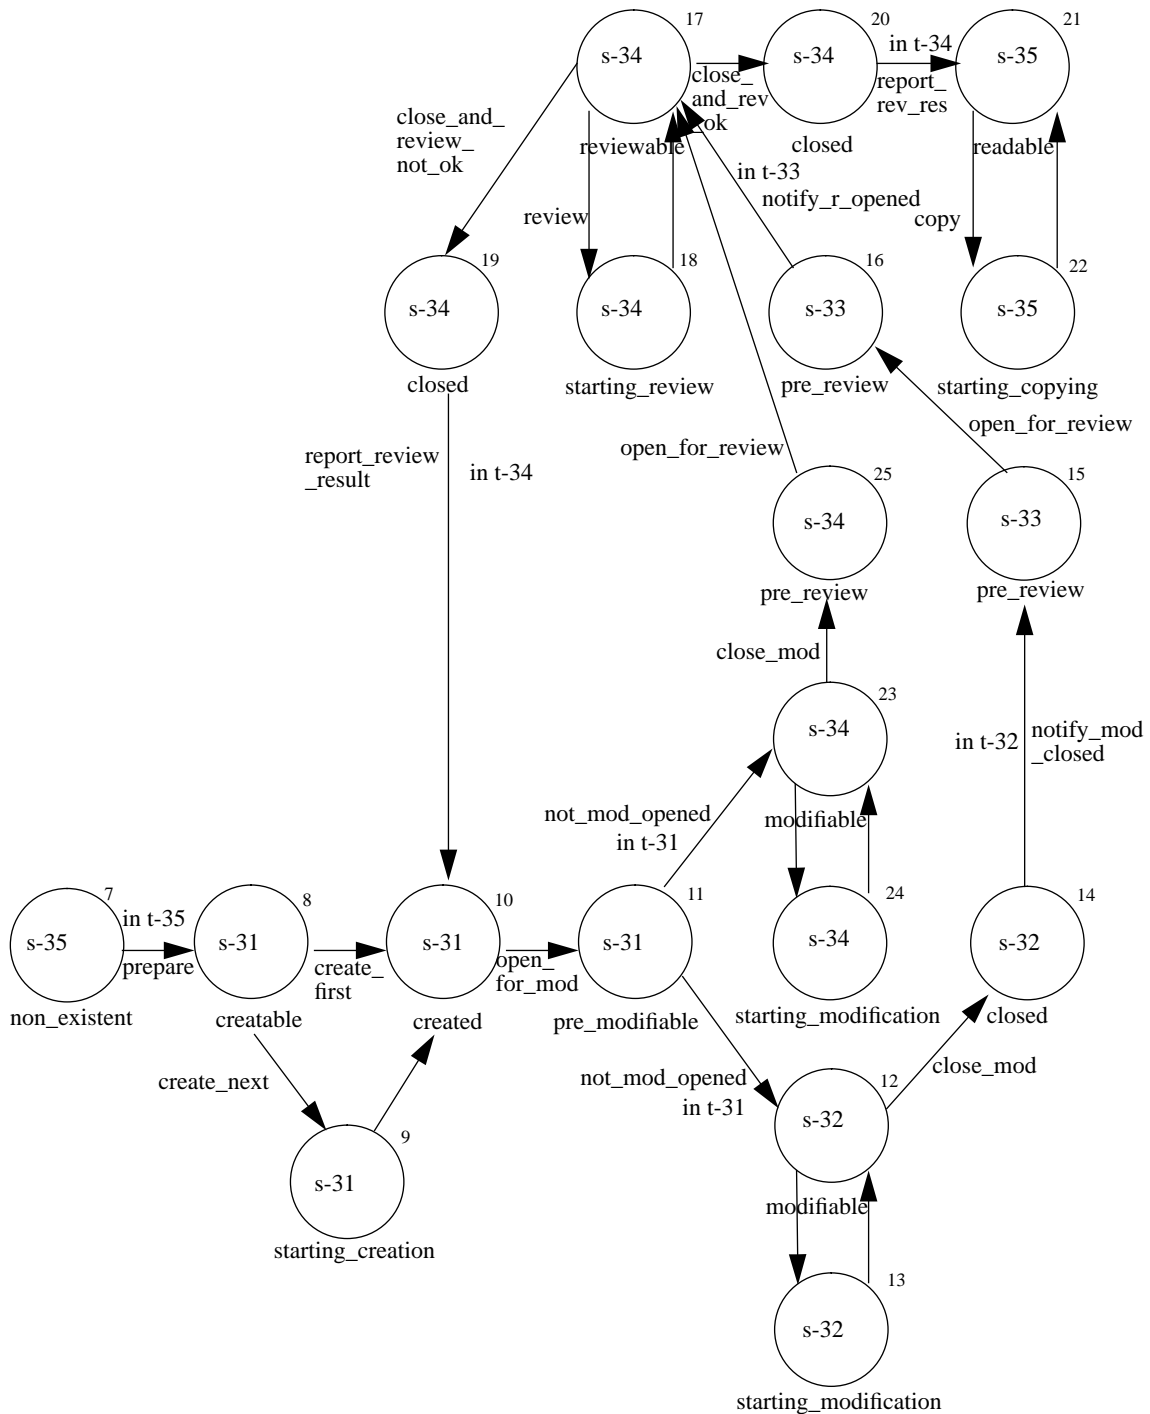 17
20
21
s-34
s-34
in t-34
s-35
close_
and_rev
_ok
report_
rev_res
close_and_
review_
not_ok
reviewable
closed
readable
in t-33
notify_r_opened
review
copy
19
18
16
22
s-34
s-34
s-33
s-35
closed
starting_review
pre_review
starting_copying
open_for_review
open_for_review
report_review
_result
in t-34
25
15
s-34
s-33
pre_review
pre_review
close_mod
23
s-34
in t-32
notify_mod
_closed
not_mod_opened
in t-31
modifiable
7
8
10
11
24
14
in t-35
s-35
s-31
s-31
s-31
s-34
s-32
prepare
create_
first
open_
for_mod
non_existent
creatable
created
pre_modifiable
starting_modification
closed
create_next
not_mod_opened
in t-31
close_mod
12
s-32
9
s-31
modifiable
starting_creation
13
s-32
starting_modification